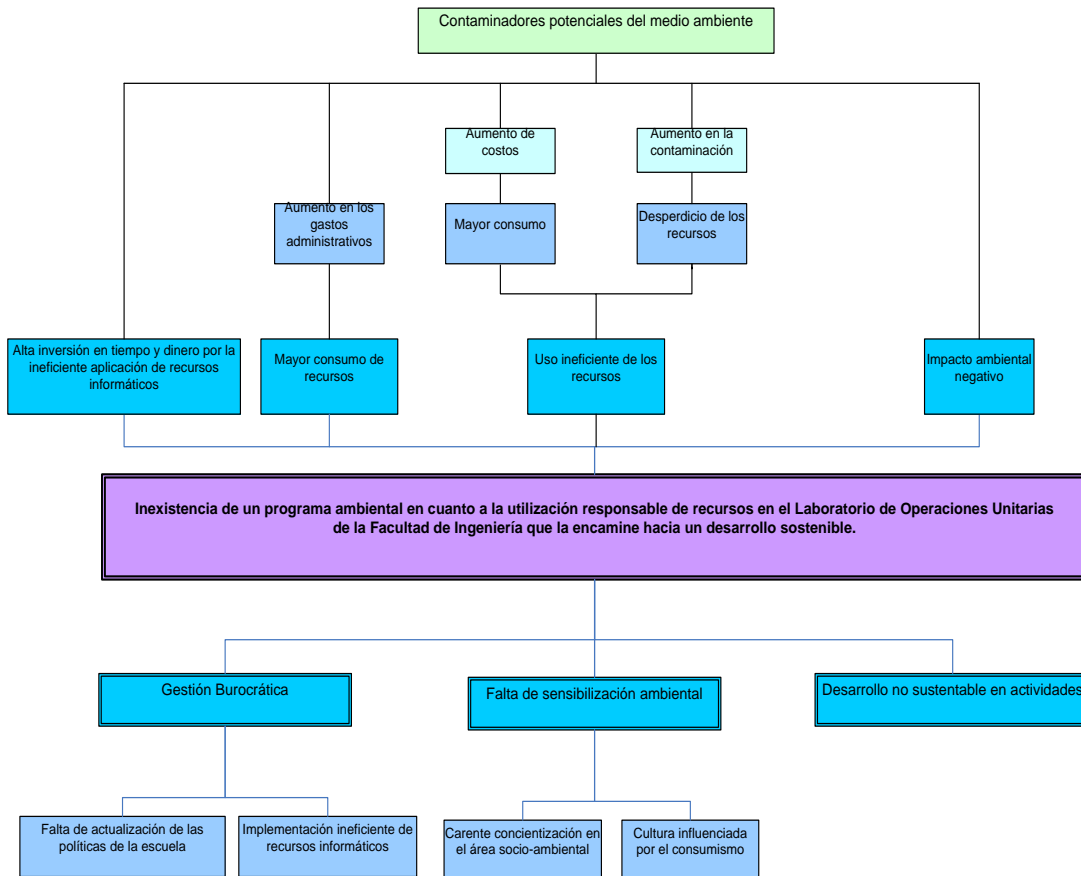 Contaminadores potenciales del medio ambiente
Aumento de
costos
Aumento en la
contaminación
Aumento en los
gastos
administrativos
Mayor consumo
Desperdicio de los
recursos
Alta inversión en tiempo y dinero por la
ineficiente aplicación de recursos
informáticos
Mayor consumo de
recursos
Uso ineficiente de los
recursos
Impacto ambiental
negativo
Inexistencia de un programa ambiental en cuanto a la utilización responsable de recursos en el Laboratorio de Operaciones Unitarias
de la Facultad de Ingeniería que la encamine hacia un desarrollo sostenible.
Gestión Burocrática
Falta de sensibilización ambiental
Desarrollo no sustentable en actividades
Falta de actualización de las
políticas de la escuela
Implementación ineficiente de
recursos informáticos
Carente concientización en
el área socio-ambiental
Cultura influenciada
por el consumismo